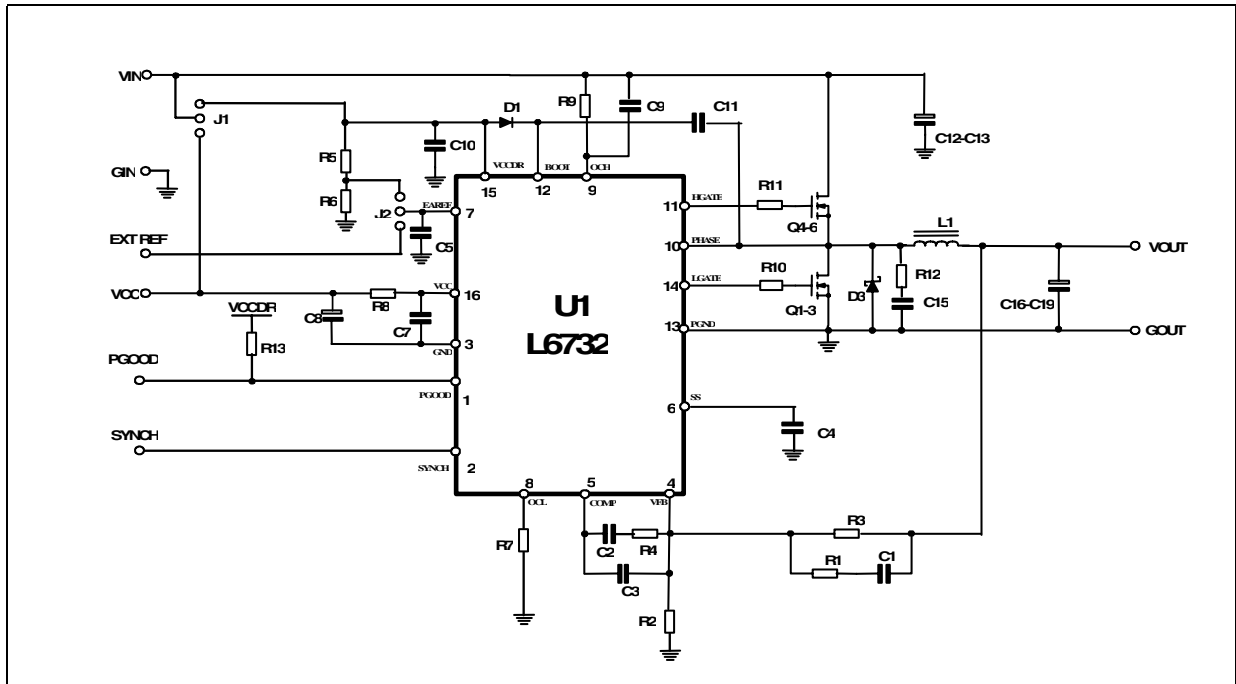 VIN
J1
R9
C9
D1
C11
C12-C13
C10
R5
VCCDR
BOOT
OCH
GIN
15
12
9
R6
J2
EAREF
7
C5
HGATE
11
R11
Q4-6
L1
EXT REF
PHASE
10
VOUT
VCC
VCC
16
R8
LGATE
14
R10
Q1-3
D3
R12
C15
C16-C19
VCCDR
C8
C7
U1
L6732
PGND
13
GOUT
R13
GND
3
PGOOD
PGOOD
1
SS
6
C4
SYNCH
SYNCH
2
8
OCL
5
COMP
4
VFB
R7
C2
R4
C3
R3
R1
C1
R2